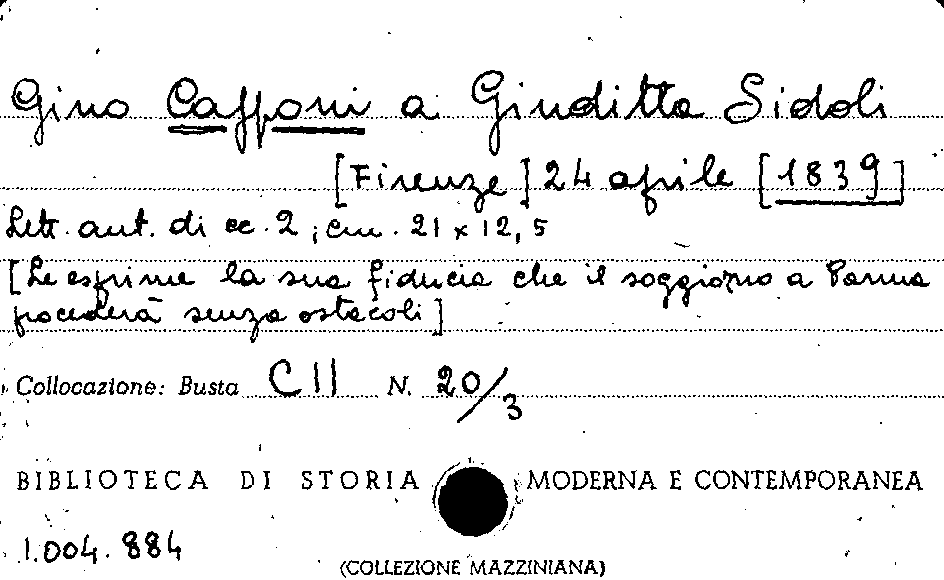 Gino Capponi a Giuditta Sidoli
[Firenze] 24 aprile [1839]
Lett. aut. di cc. 2; cm. 21 x 12,5
[Le esprime la sua fiducia che il soggiorno a Parma
procederà senza ostacoli]
Collocazione: Busta CII N. 20/3
BIBLIOTECA DI STORIA MODERNA E CONTEMPORANEA
1.004.884
(COLLEZIONE MAZZINIANA)